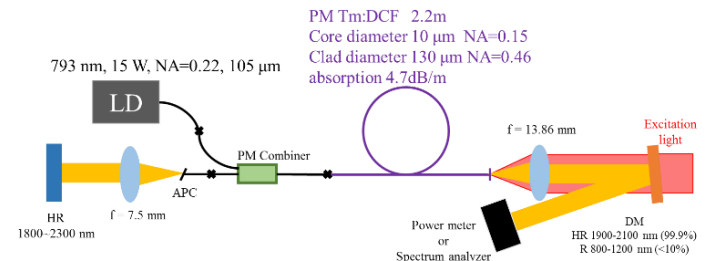 PM Tm:DCF 2.2m
Core diameter 10 μm NA=0.15
Clad diameter 130 μm NA=0.46
absorption 4.7dB/m
793 nm, 15 W, NA=0.22, 105 μm
LD
PM Combiner
APC
HR
1800~2300 nm
f = 7.5 mm
f = 13.86 mm
Excitation
light
Power meter
or
Spectrum analyzer
DM
HR 1900-2100 nm (99.9%)
R 800-1200 nm (<10%)